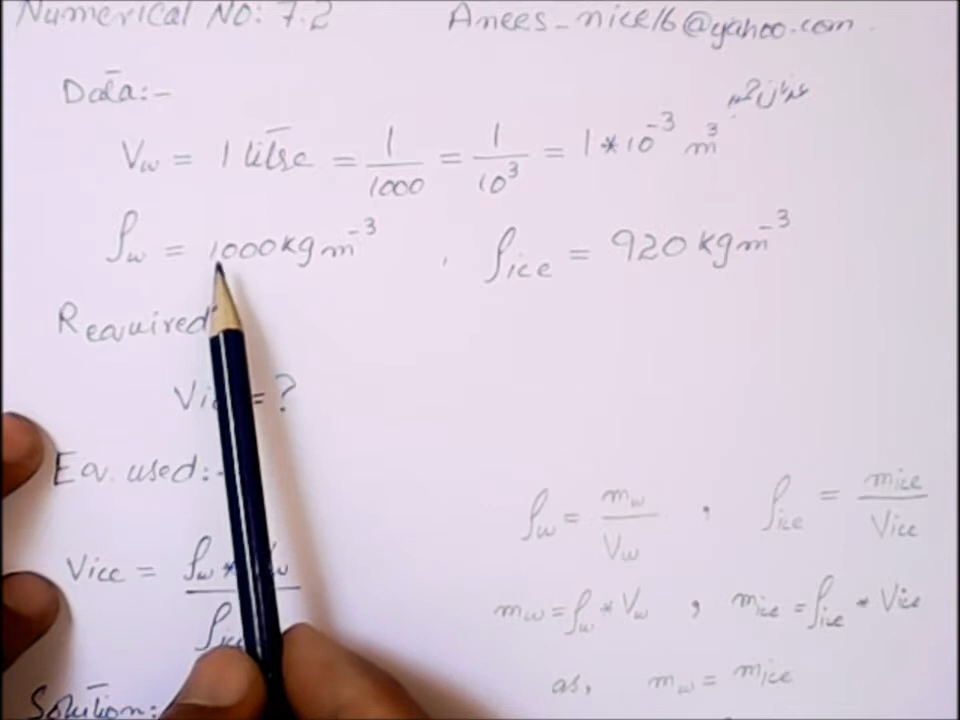 Numerical No: 7.2 Anees_nice16@yahoo.com
Data:-
Vw = 1 litre = 1/1000 = 1/10³ = 1*10⁻³ m³
ρw = 1000 kg m⁻³ , ρice = 920 kg m⁻³
Required
= ?
Eq. used:-
Vice =
ρw = mw/Vw , ρice = mice/Vice
mw = ρw * Vw , mice = ρice * Vice
as, mw = mice
Solution: